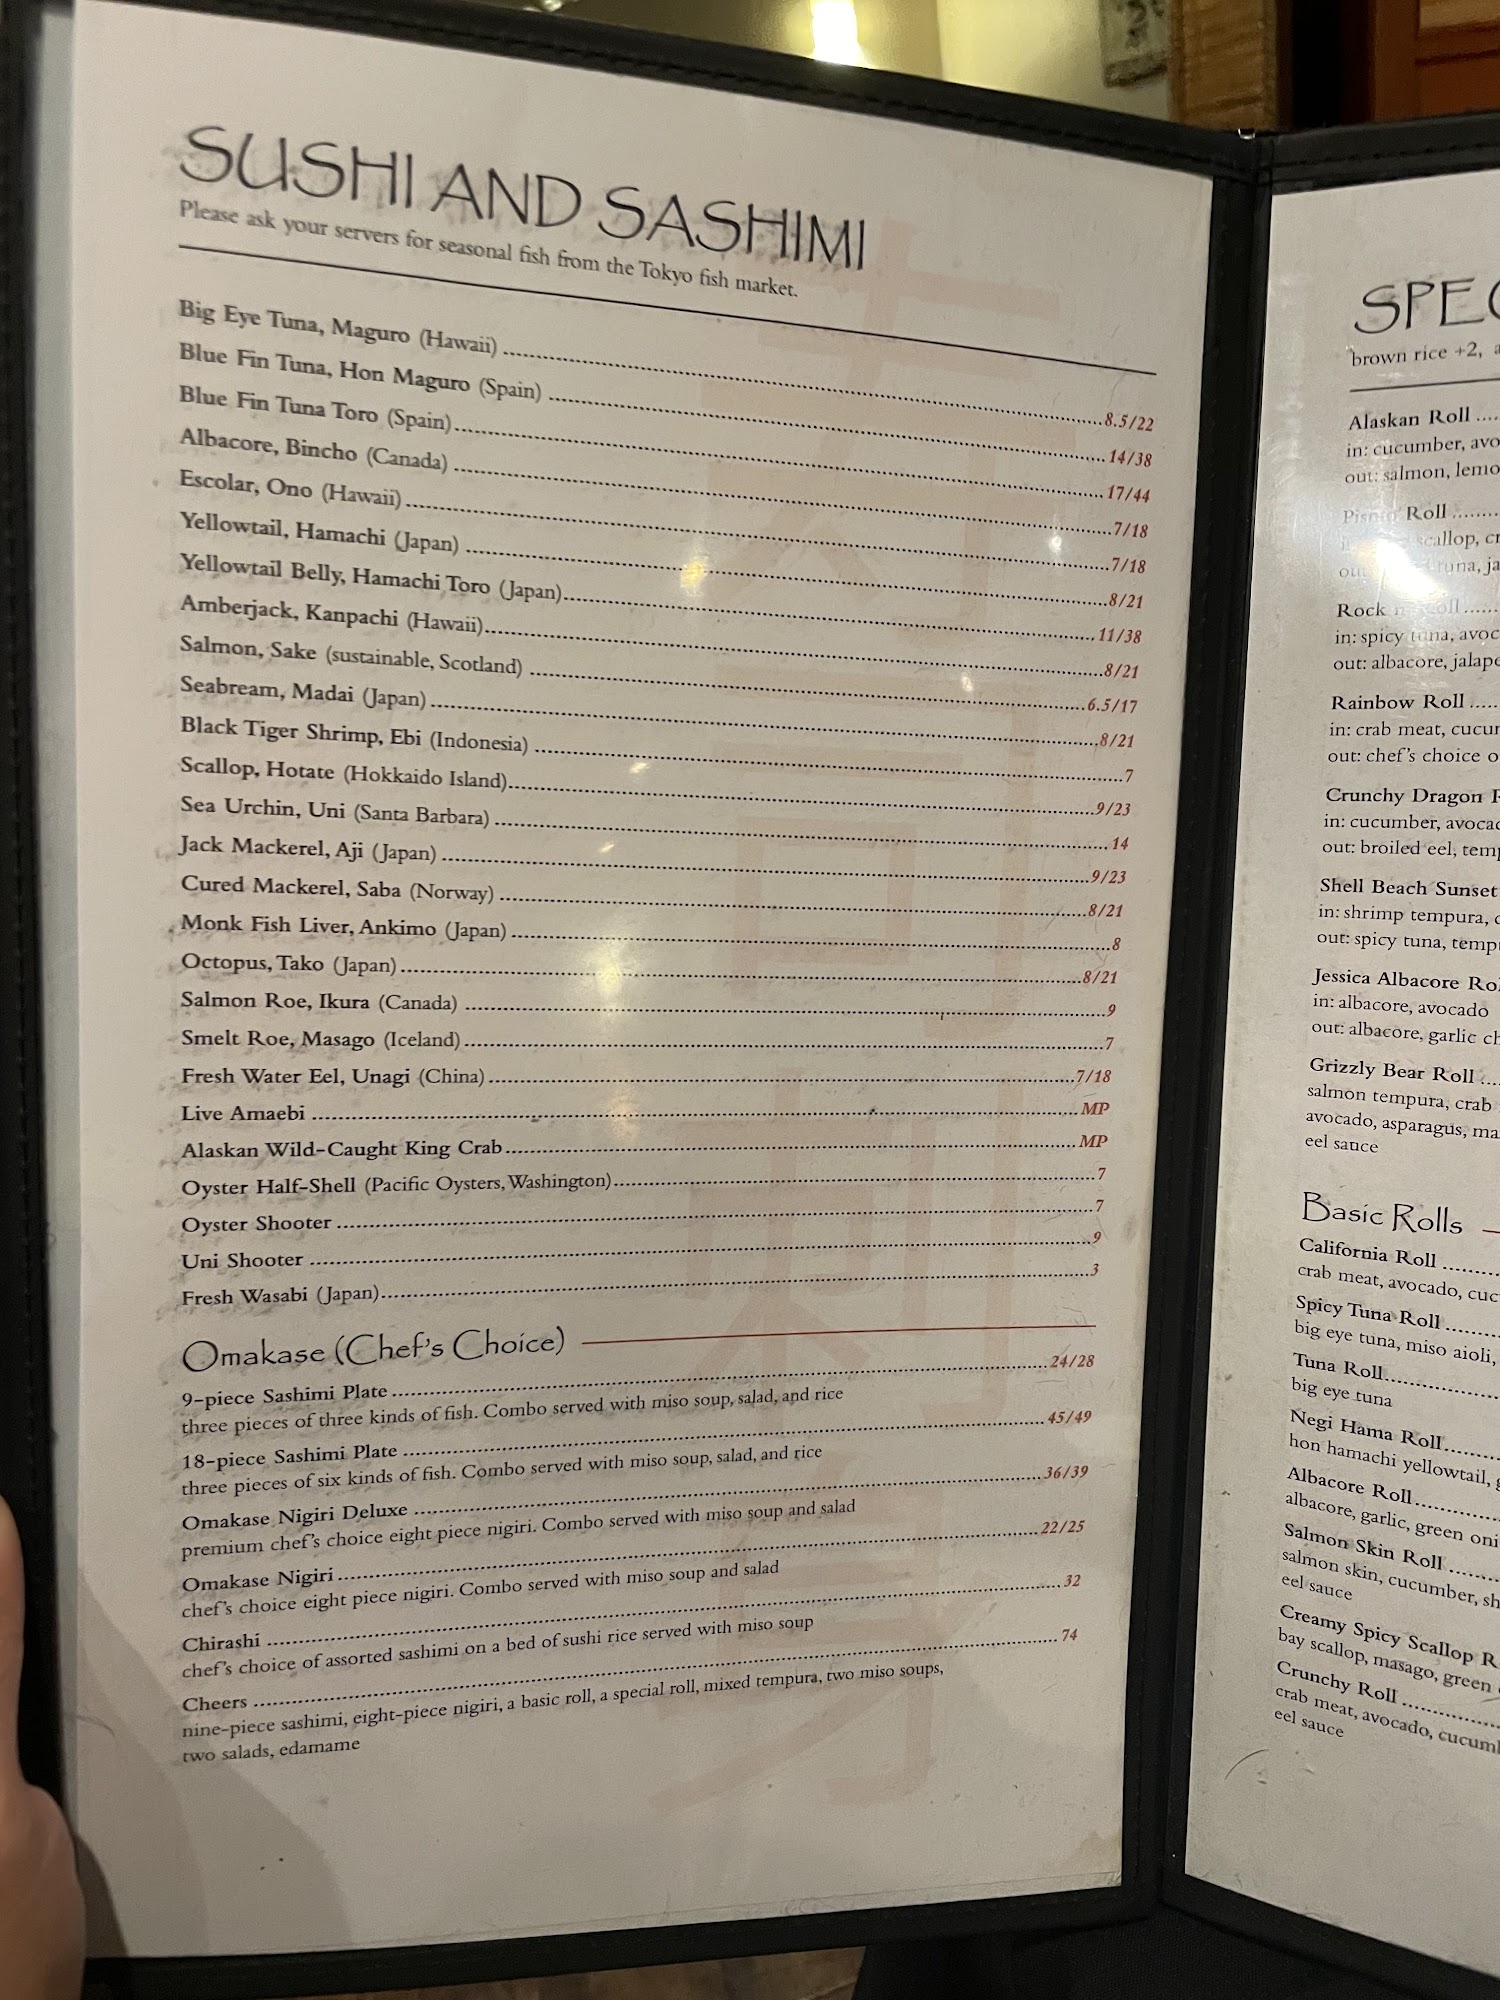 SUSHI AND SASHIMI
Please ask your servers for seasonal fish from the Tokyo fish market.
Big Eye Tuna, Maguro (Hawaii) 8.5/22
Blue Fin Tuna, Hon Maguro (Spain) 14/38
Blue Fin Tuna Toro (Spain) 17/44
Albacore, Bincho (Canada) 7/18
Escolar, Ono (Hawaii) 7/18
Yellowtail, Hamachi (Japan) 8/21
Yellowtail Belly, Hamachi Toro (Japan) 11/38
Amberjack, Kanpachi (Hawaii) 8/21
Salmon, Sake (sustainable, Scotland) 6.5/17
Seabream, Madai (Japan) 8/21
Black Tiger Shrimp, Ebi (Indonesia) 7
Scallop, Hotate (Hokkaido Island) 9/23
Sea Urchin, Uni (Santa Barbara) 14
Jack Mackerel, Aji (Japan) 9/23
Cured Mackerel, Saba (Norway) 8/21
Monk Fish Liver, Ankimo (Japan) 8
Octopus, Tako (Japan) 8/21
Salmon Roe, Ikura (Canada) 9
Smelt Roe, Masago (Iceland) 7
Fresh Water Eel, Unagi (China) 7/18
Live Amaebi MP
Alaskan Wild-Caught King Crab MP
Oyster Half-Shell (Pacific Oysters, Washington) 7
Oyster Shooter 7
Uni Shooter 9
Fresh Wasabi (Japan) 3
Omakase (Chef's Choice)
9-piece Sashimi Plate 24/28
three pieces of three kinds of fish. Combo served with miso soup, salad, and rice
18-piece Sashimi Plate 45/49
three pieces of six kinds of fish. Combo served with miso soup, salad, and rice
Omakase Nigiri Deluxe 36/39
premium chef's choice eight piece nigiri. Combo served with miso soup and salad
Omakase Nigiri 22/25
chef's choice eight piece nigiri. Combo served with miso soup and salad
Chirashi 32
chef's choice of assorted sashimi on a bed of sushi rice served with miso soup
Cheers 74
nine-piece sashimi, eight-piece nigiri, a basic roll, a special roll, mixed tempura, two miso soups,
two salads, edamame
SPEC
brown rice +2,
Alaskan Roll
in: cucumber, avo
out: salmon, lemo
Roll
scallop, cr
tuna, ja
Rock
in: spicy tuna, avoc
out: albacore, jalape
Rainbow Roll
in: crab meat, cucum
out: chef's choice o
Crunchy Dragon R
in: cucumber, avocad
out: broiled eel, temp
Shell Beach Sunset
in: shrimp tempura, c
out: spicy tuna, temp
Jessica Albacore Ro
in: albacore, avocado
out: albacore, garlic ch
Grizzly Bear Roll
salmon tempura, crab
avocado, asparagus, ma
eel sauce
Basic Rolls
California Roll
crab meat, avocado, cuc
Spicy Tuna Roll
big eye tuna, miso aioli,
Tuna Roll
big eye tuna
Negi Hama Roll
hon hamachi yellowtail, g
Albacore Roll
albacore, garlic, green oni
Salmon Skin Roll
salmon skin, cucumber, sh
eel sauce
Creamy Spicy Scallop R
bay scallop, masago, green
Crunchy Roll
crab meat, avocado, cucumb
eel sauce